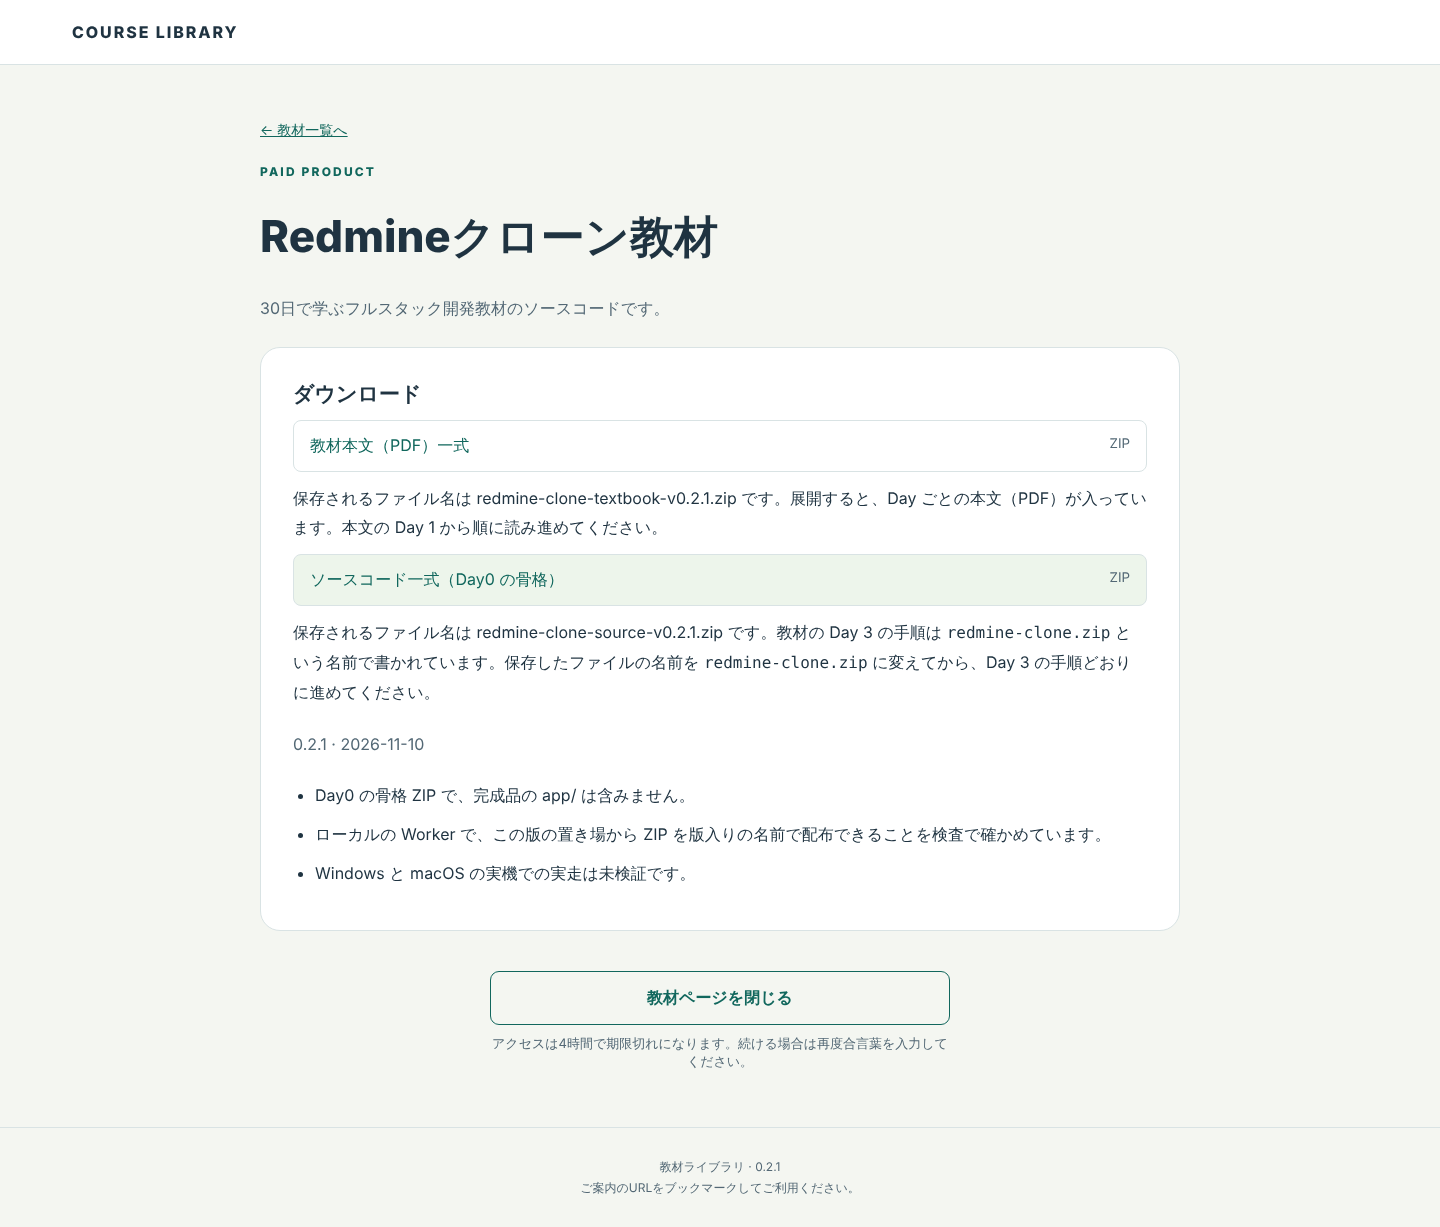 COURSE LIBRARY
← 教材一覧へ
PAID PRODUCT
Redmineクローン教材
30日で学ぶフルスタック開発教材のソースコードです。
ダウンロード
教材本文（PDF）一式 ZIP
保存されるファイル名は redmine-clone-textbook-v0.2.1.zip です。展開すると、Day ごとの本文（PDF）が入ってい
ます。本文の Day 1 から順に読み進めてください。
ソースコード一式（Day0 の骨格） ZIP
保存されるファイル名は redmine-clone-source-v0.2.1.zip です。教材の Day 3 の手順は redmine-clone.zip と
いう名前で書かれています。保存したファイルの名前を redmine-clone.zip に変えてから、Day 3 の手順どおり
に進めてください。
0.2.1 · 2026-11-10
• Day0 の骨格 ZIP で、完成品の app/ は含みません。
• ローカルの Worker で、この版の置き場から ZIP を版入りの名前で配布できることを検査で確かめています。
• Windows と macOS の実機での実走は未検証です。
教材ページを閉じる
アクセスは4時間で期限切れになります。続ける場合は再度合言葉を入力して
ください。
教材ライブラリ · 0.2.1
ご案内のURLをブックマークしてご利用ください。